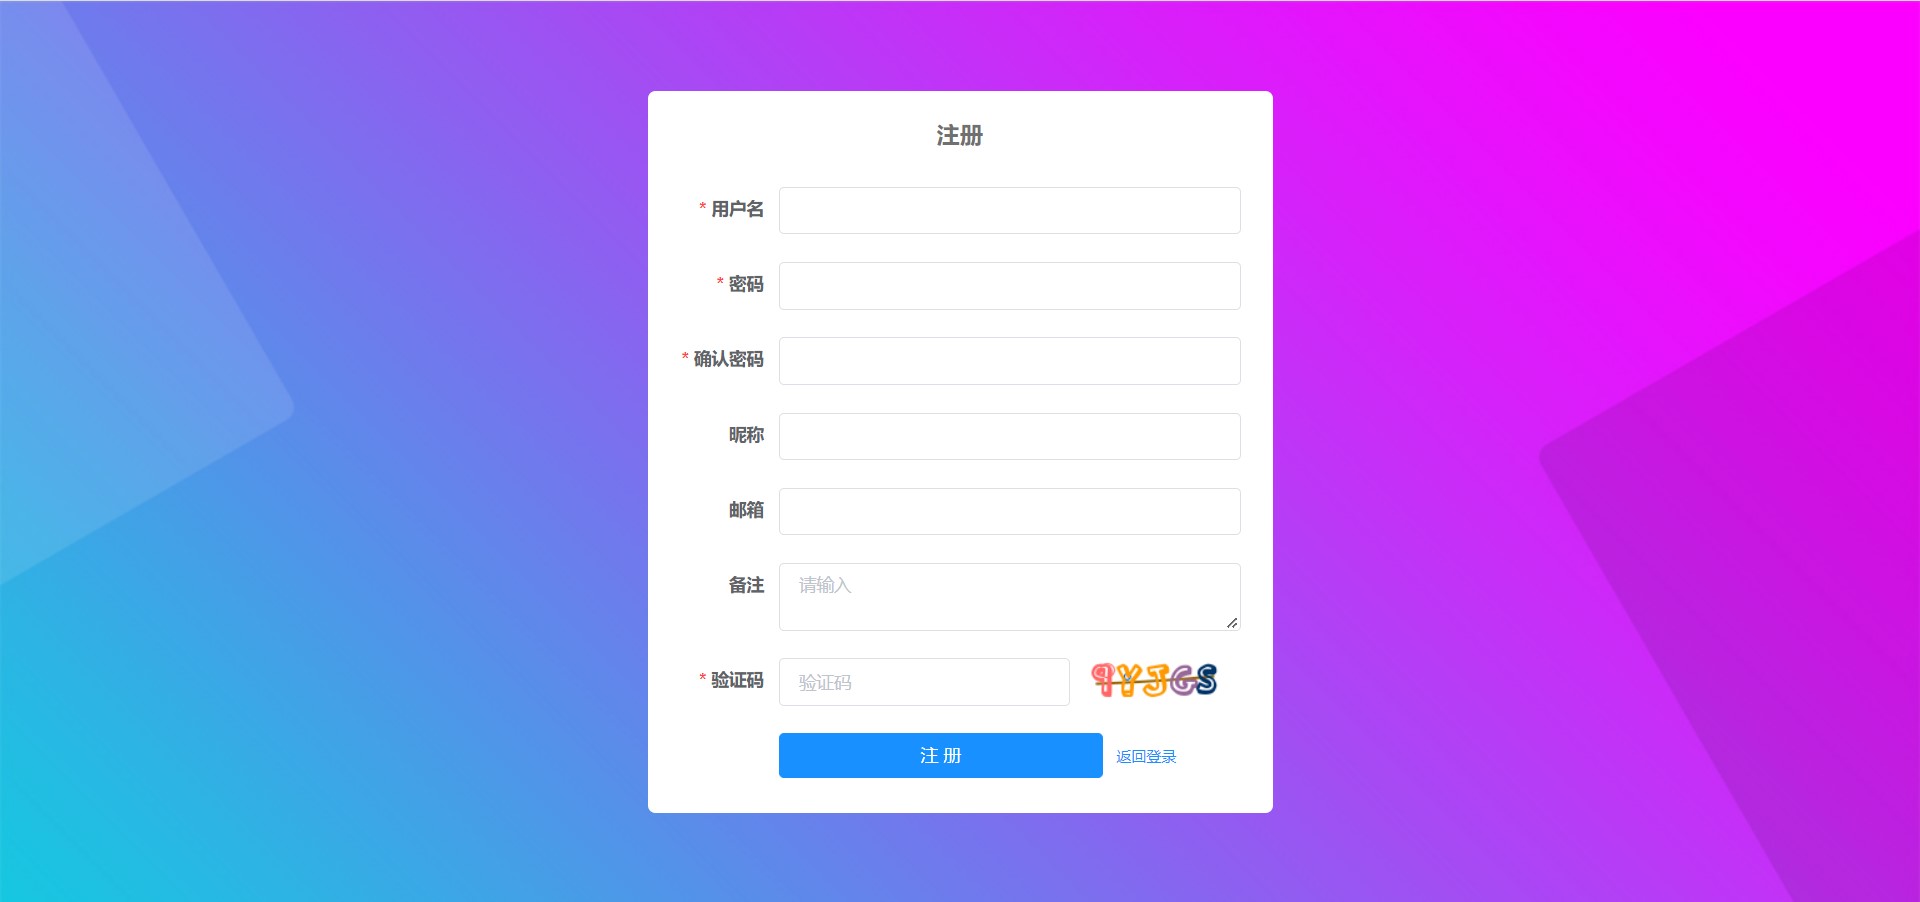 注册
* 用户名
* 密码
* 确认密码
昵称
邮箱
备注 请输入
* 验证码 验证码 9YJGS
注 册 返回登录